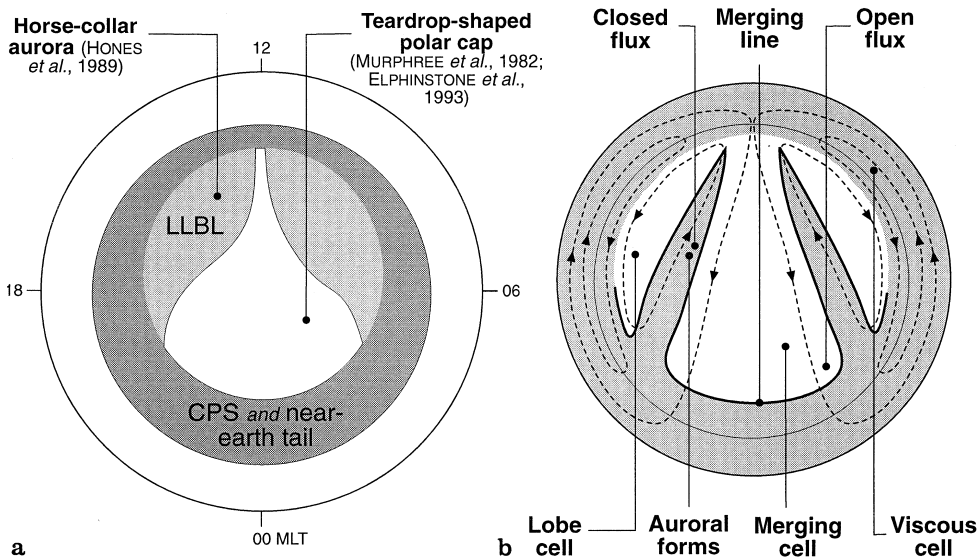 Horse-collar
aurora (HONES
et al., 1989)
12
Teardrop-shaped
polar cap
(MURPHREE et al., 1982;
ELPHINSTONE et al.,
1993)
LLBL
18
06
CPS and near-
earth tail
00 MLT
a
Closed
flux
Merging
line
Open
flux
b
Lobe
cell
Auroral
forms
Merging
cell
Viscous
cell